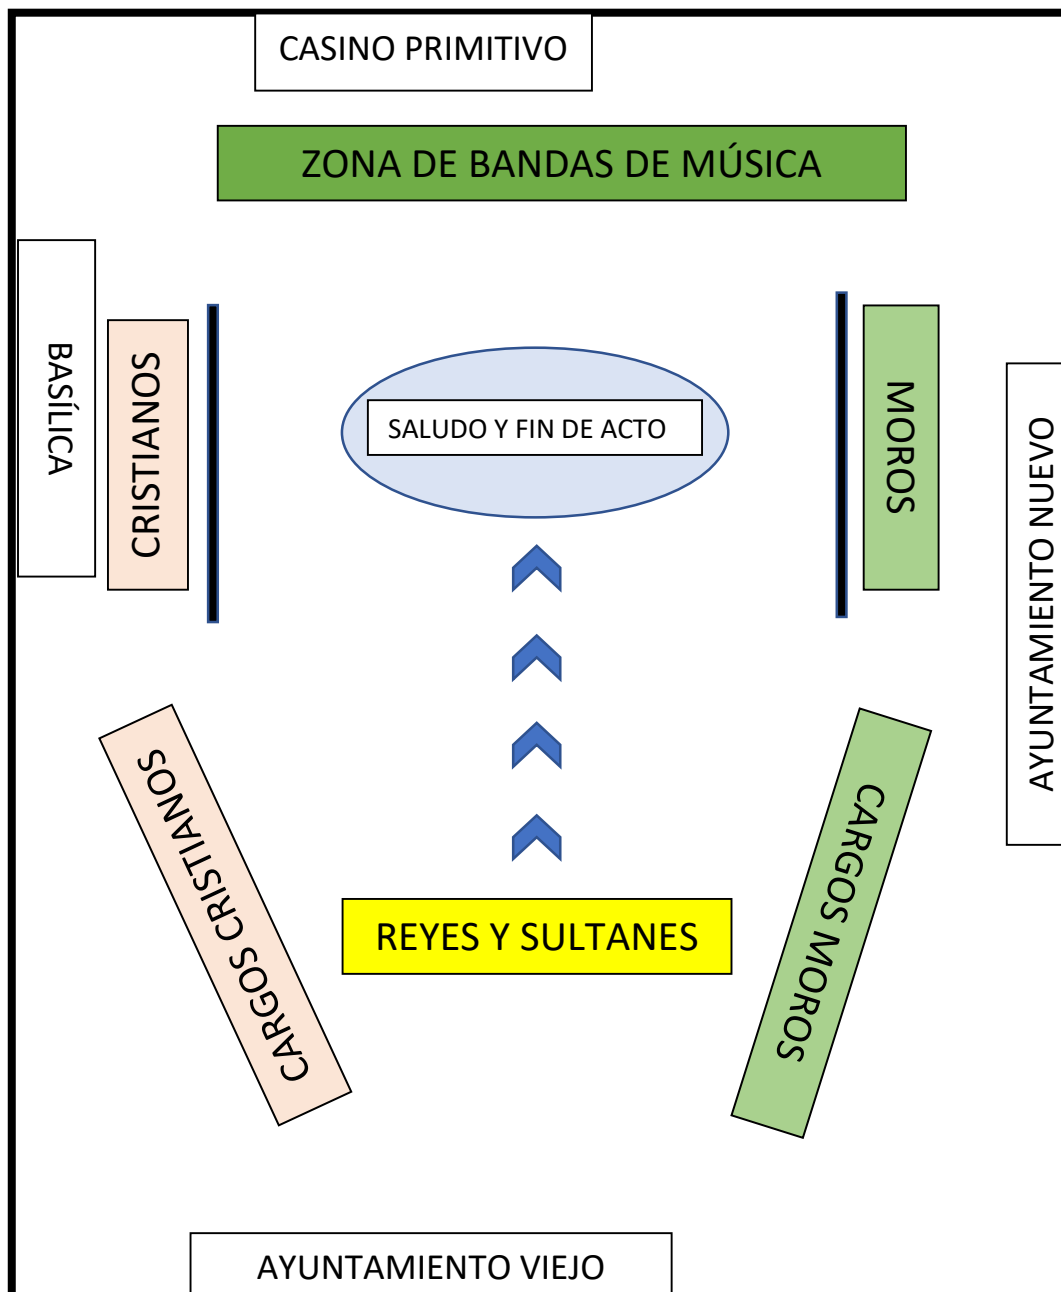 CASINO PRIMITIVO
ZONA DE BANDAS DE MÚSICA
BASÍLICA
CRISTIANOS
SALUDO Y FIN DE ACTO
MOROS
AYUNTAMIENTO NUEVO
CARGOS CRISTIANOS
REYES Y SULTANES
CARGOS MOROS
AYUNTAMIENTO VIEJO